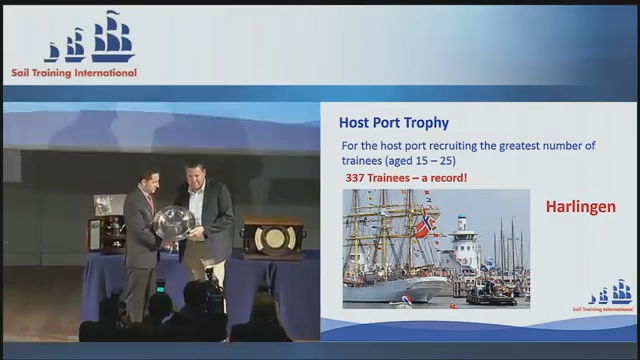 Sail Training International
Host Port Trophy
For the host port recruiting the greatest number of
trainees (aged 15 – 25)
337 Trainees – a record!
Harlingen
Sail Training International